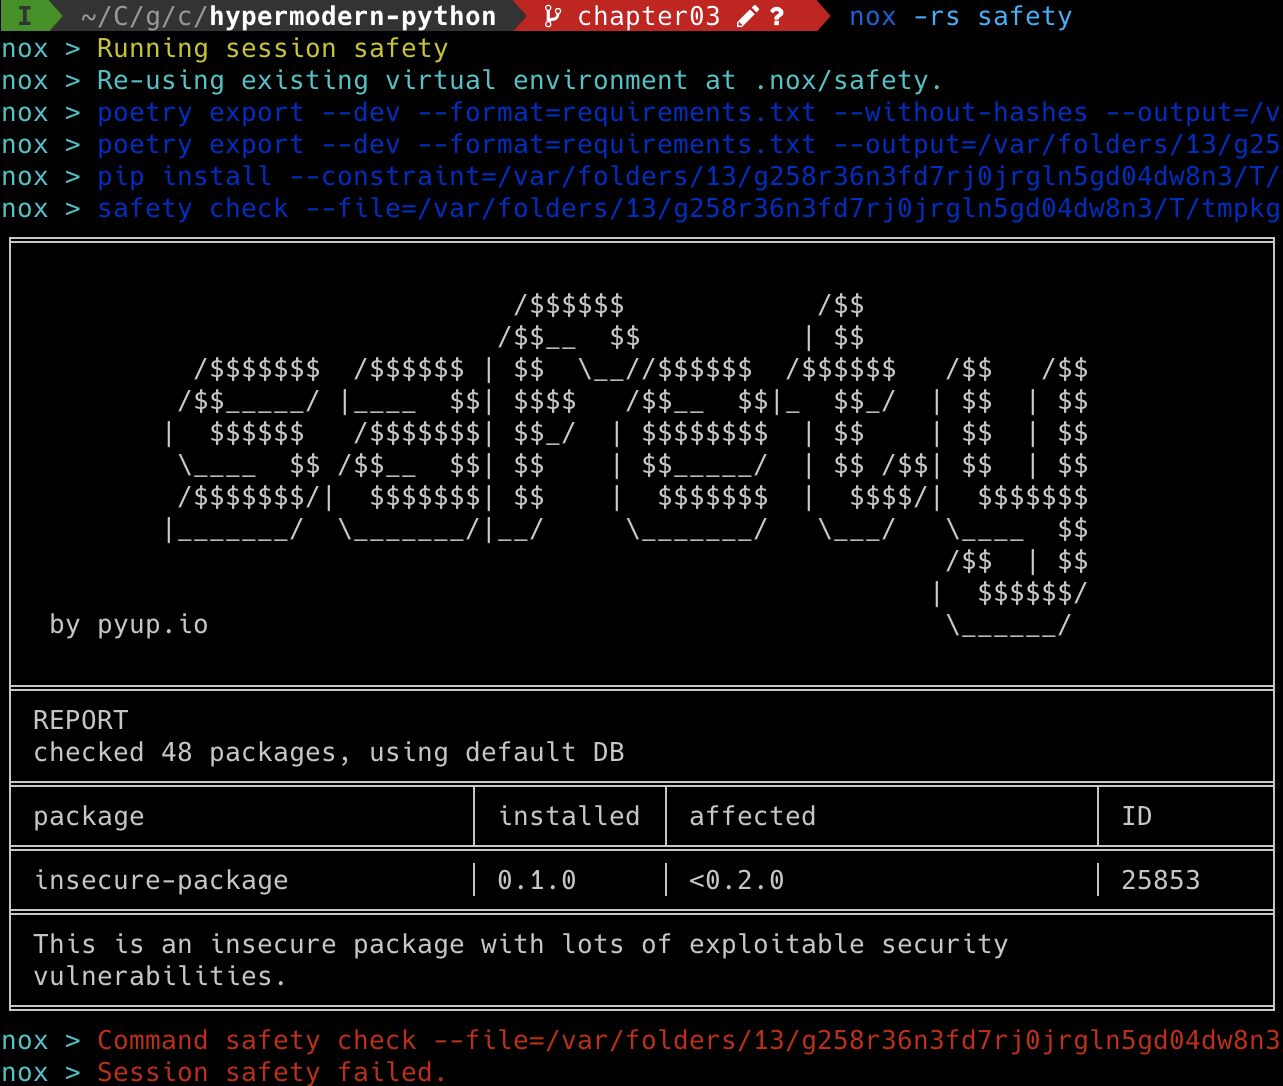 I ~/C/g/c/hypermodern-python chapter03 ? nox -rs safety
nox > Running session safety
nox > Re-using existing virtual environment at .nox/safety.
nox > poetry export --dev --format=requirements.txt --without-hashes --output=/v
nox > poetry export --dev --format=requirements.txt --output=/var/folders/13/g25
nox > pip install --constraint=/var/folders/13/g258r36n3fd7rj0jrgln5gd04dw8n3/T/
nox > safety check --file=/var/folders/13/g258r36n3fd7rj0jrgln5gd04dw8n3/T/tmpkg
                               /$$$$$$            /$$
                              /$$__  $$          | $$
           /$$$$$$$  /$$$$$$ | $$  \__//$$$$$$  /$$$$$$   /$$   /$$
          /$$_____/ |____  $$| $$$$   /$$__  $$|_  $$_/  | $$  | $$
         |  $$$$$$   /$$$$$$$| $$_/  | $$$$$$$$  | $$    | $$  | $$
          \____  $$ /$$__  $$| $$    | $$_____/  | $$ /$$| $$  | $$
          /$$$$$$$/|  $$$$$$$| $$    |  $$$$$$$  |  $$$$/|  $$$$$$$
         |_______/  \_______/|__/     \_______/   \___/   \____  $$
                                                          /$$  | $$
                                                         |  $$$$$$/
by pyup.io                                                \______/
REPORT
checked 48 packages, using default DB
package installed affected ID
insecure-package 0.1.0 <0.2.0 25853
This is an insecure package with lots of exploitable security
vulnerabilities.
nox > Command safety check --file=/var/folders/13/g258r36n3fd7rj0jrgln5gd04dw8n3
nox > Session safety failed.